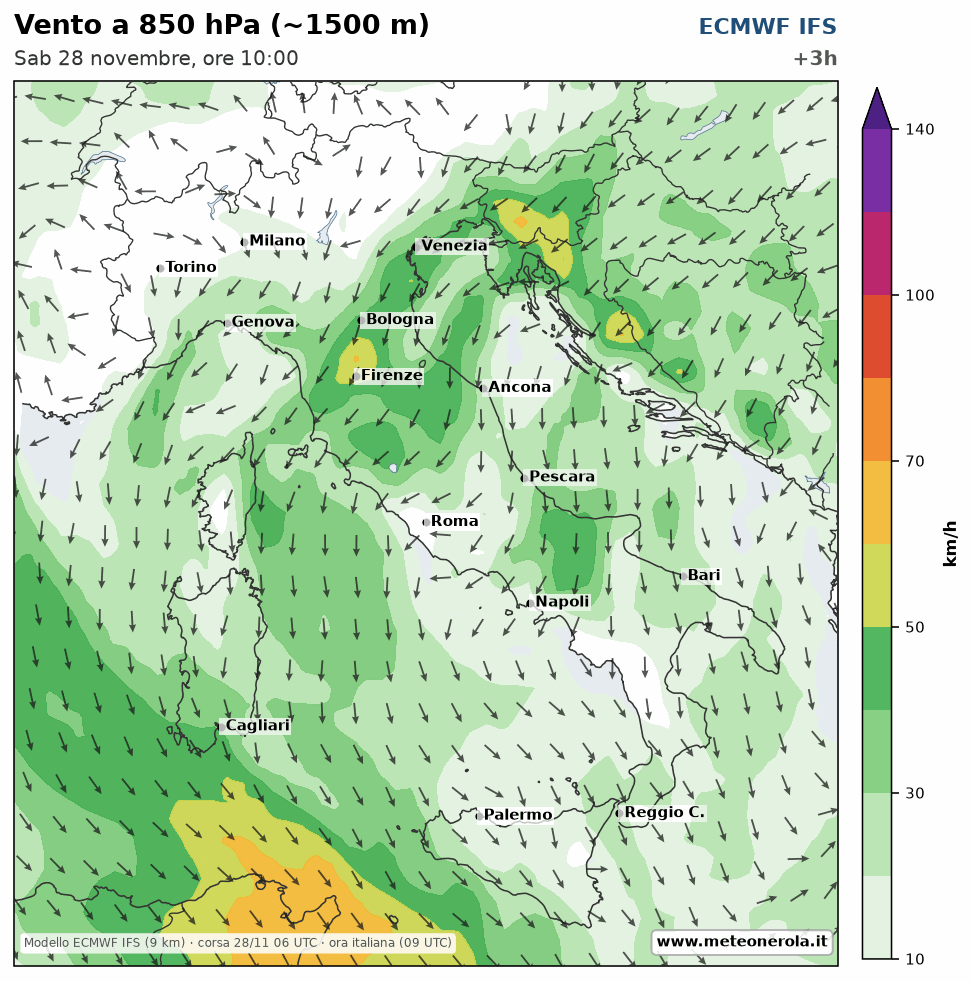 Vento a 850 hPa (~1500 m)
ECMWF IFS
Sab 28 novembre, ore 10:00
+3h
140
Milano
Venezia
Torino
100
Genova
Bologna
Firenze
Ancona
70
Pescara
Roma
km/h
Bari
Napoli
50
Cagliari
30
Palermo
Reggio C.
Modello ECMWF IFS (9 km) · corsa 28/11 06 UTC · ora italiana (09 UTC)
www.meteonerola.it
10